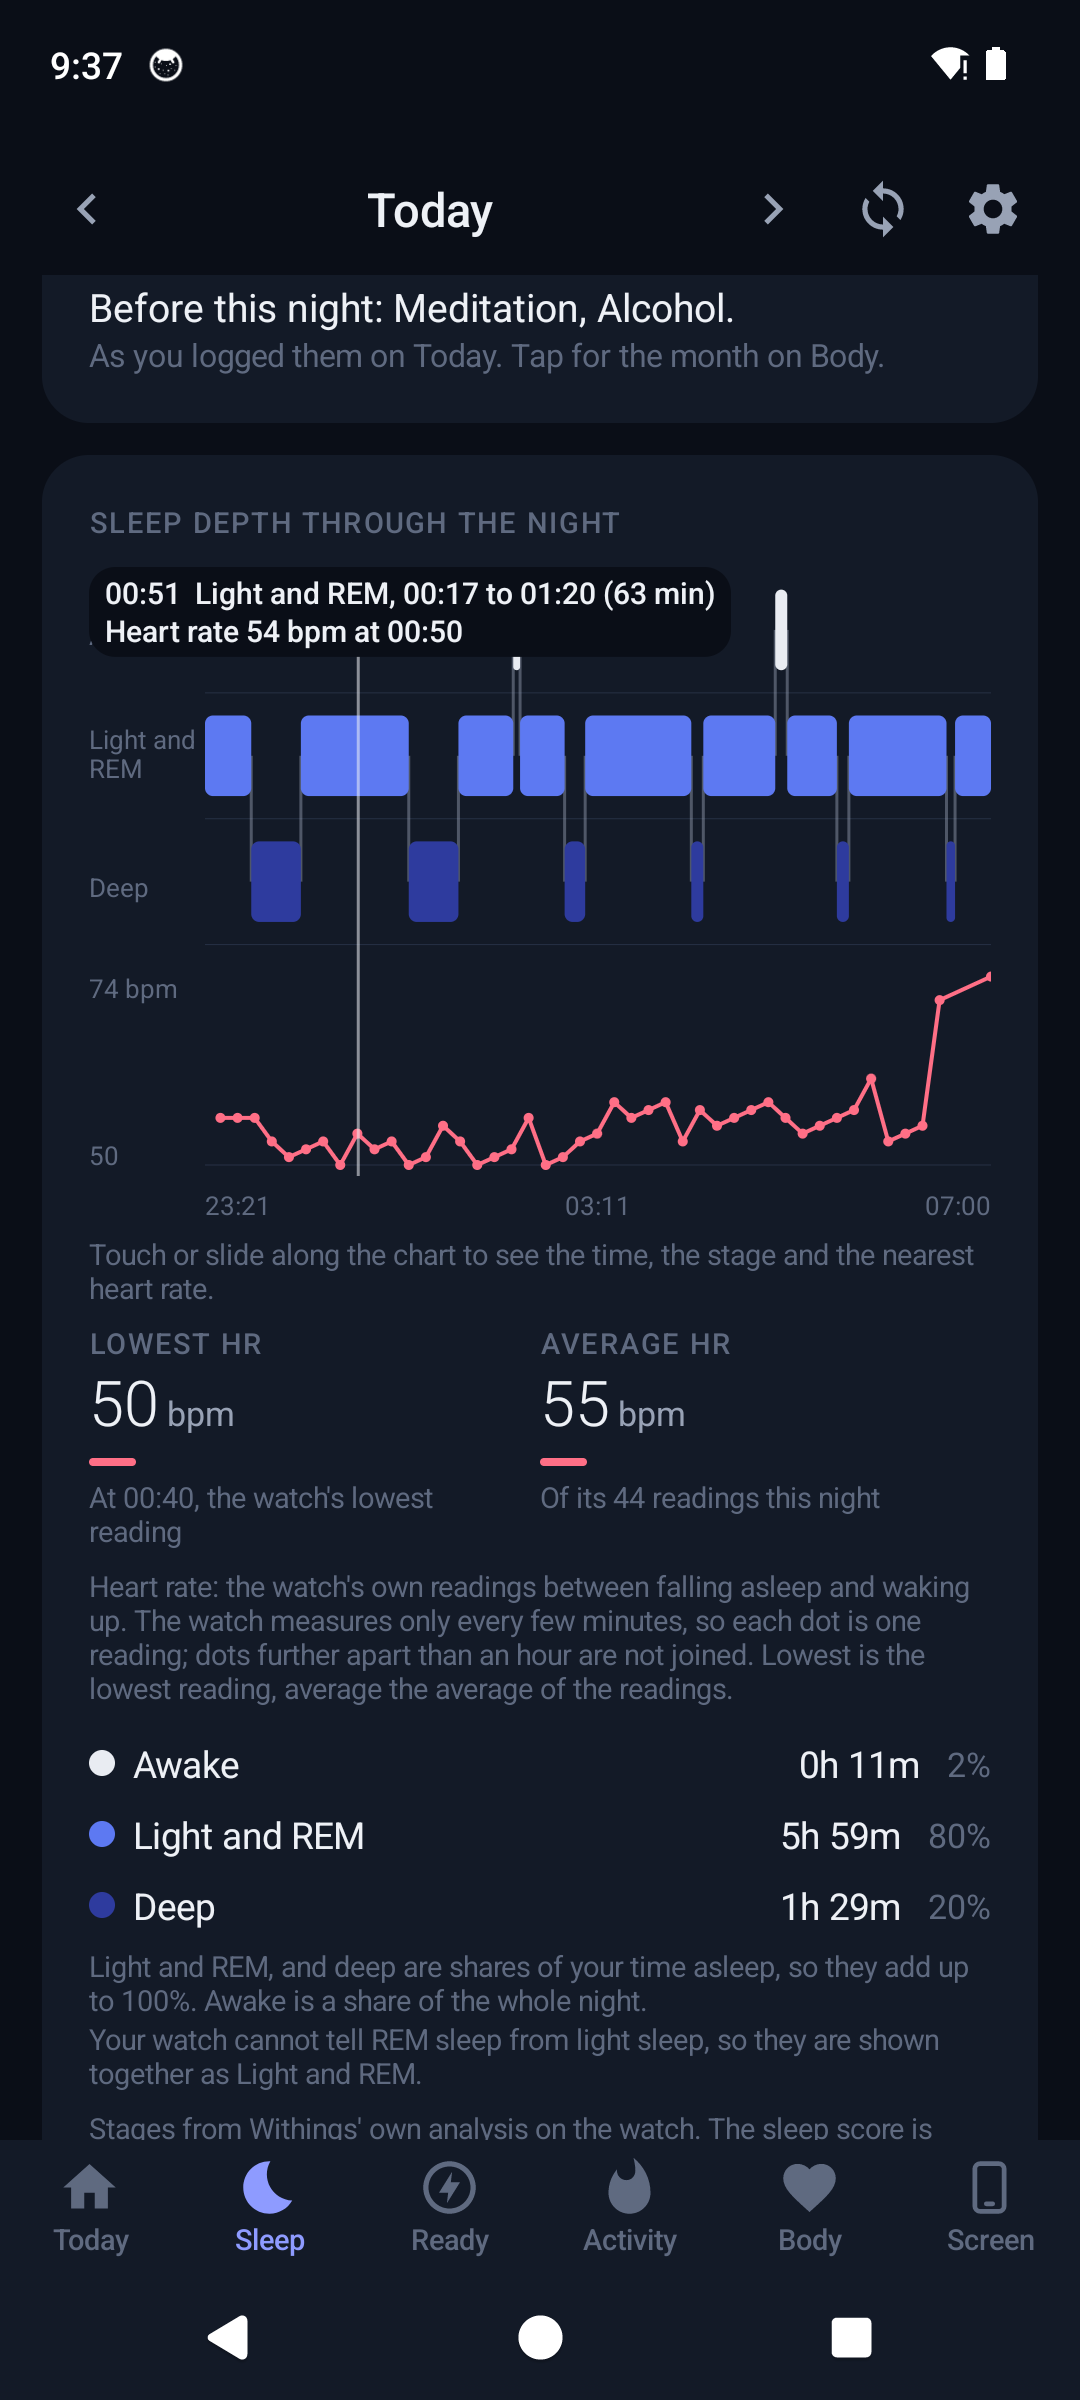 9:37
Today
Before this night: Meditation, Alcohol.
As you logged them on Today. Tap for the month on Body.
SLEEP DEPTH THROUGH THE NIGHT
00:51 Light and REM, 00:17 to 01:20 (63 min)
Heart rate 54 bpm at 00:50
Light and
REM
Deep
74 bpm
50
23:21 03:11 07:00
Touch or slide along the chart to see the time, the stage and the nearest
heart rate.
LOWEST HR AVERAGE HR
50 bpm 55 bpm
At 00:40, the watch's lowest
reading
Of its 44 readings this night
Heart rate: the watch's own readings between falling asleep and waking
up. The watch measures only every few minutes, so each dot is one
reading; dots further apart than an hour are not joined. Lowest is the
lowest reading, average the average of the readings.
Awake 0h 11m 2%
Light and REM 5h 59m 80%
Deep 1h 29m 20%
Light and REM, and deep are shares of your time asleep, so they add up
to 100%. Awake is a share of the whole night.
Your watch cannot tell REM sleep from light sleep, so they are shown
together as Light and REM.
Stages from Withings' own analysis on the watch. The sleep score is
Today Sleep Ready Activity Body Screen